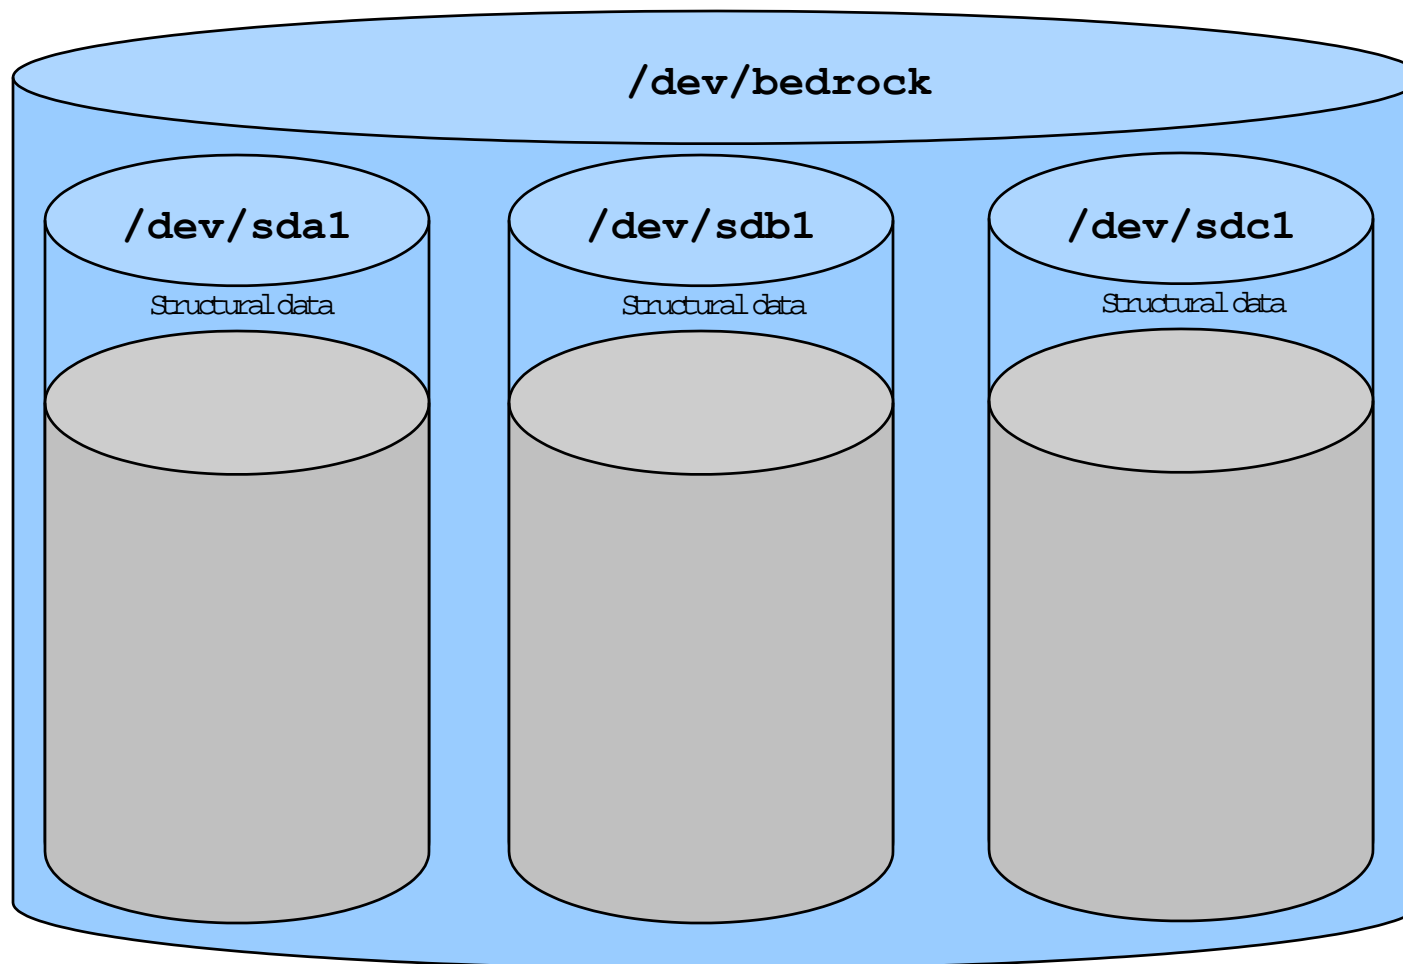 /dev/bedrock
/dev/sda1
/dev/sdb1
/dev/sdc1
Structural data
Structural data
Structural data